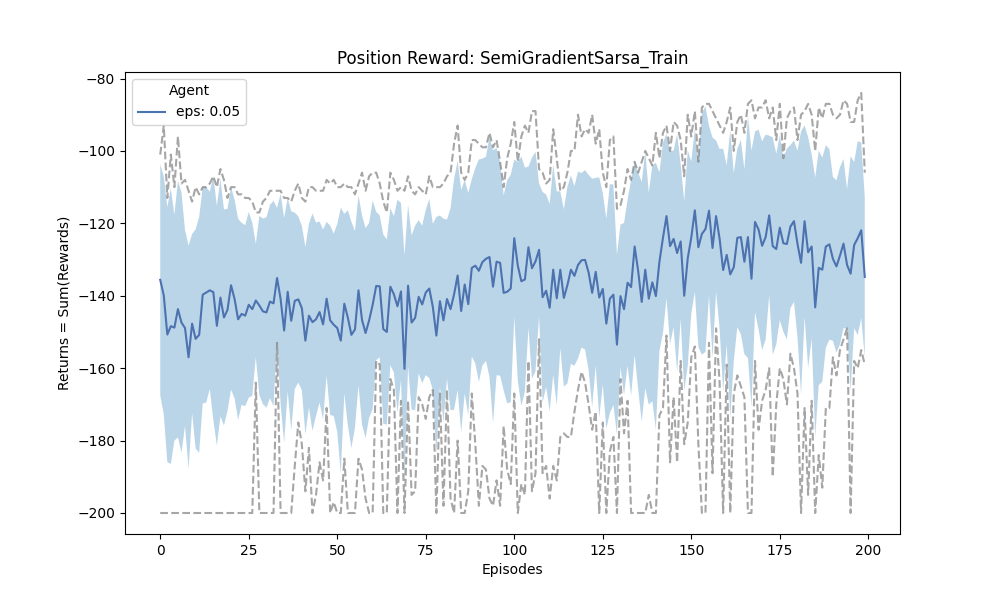 Position Reward: SemiGradientSarsa_Train
Agent
eps: 0.05
Returns = Sum(Rewards)
−80
−100
−120
−140
−160
−180
−200
0 25 50 75 100 125 150 175 200
Episodes